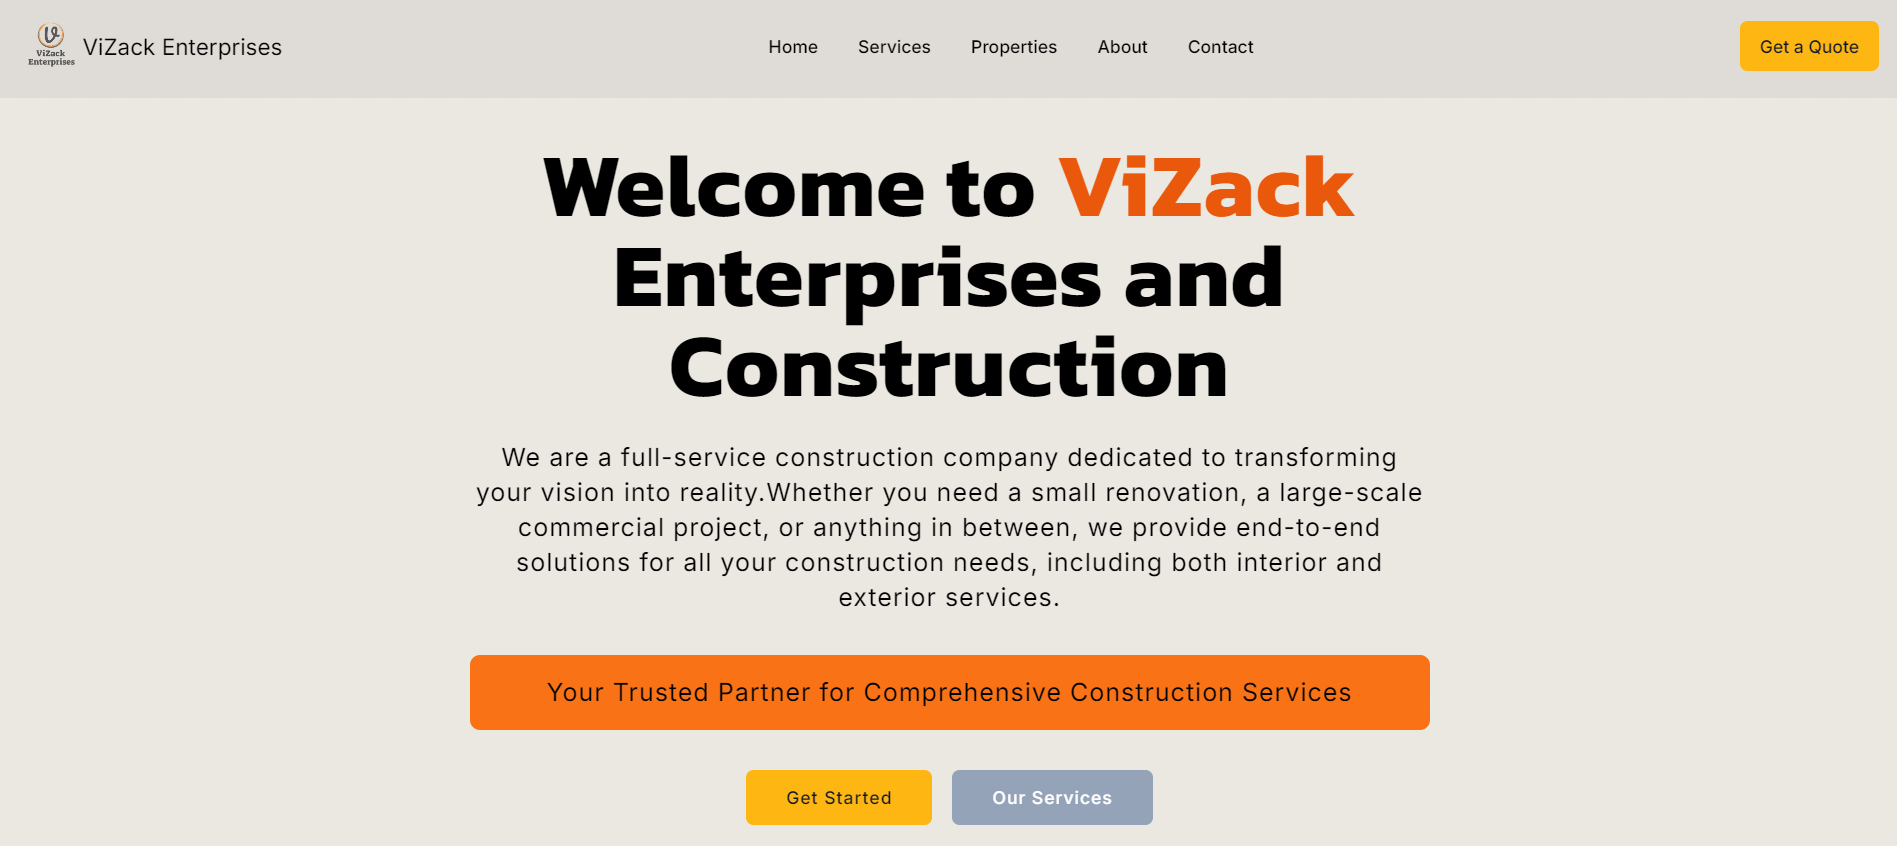 ViZack
Enterprises
ViZack Enterprises
Home
Services
Properties
About
Contact
Get a Quote
Welcome to ViZack
Enterprises and
Construction
We are a full-service construction company dedicated to transforming
your vision into reality.Whether you need a small renovation, a large-scale
commercial project, or anything in between, we provide end-to-end
solutions for all your construction needs, including both interior and
exterior services.
Your Trusted Partner for Comprehensive Construction Services
Get Started
Our Services